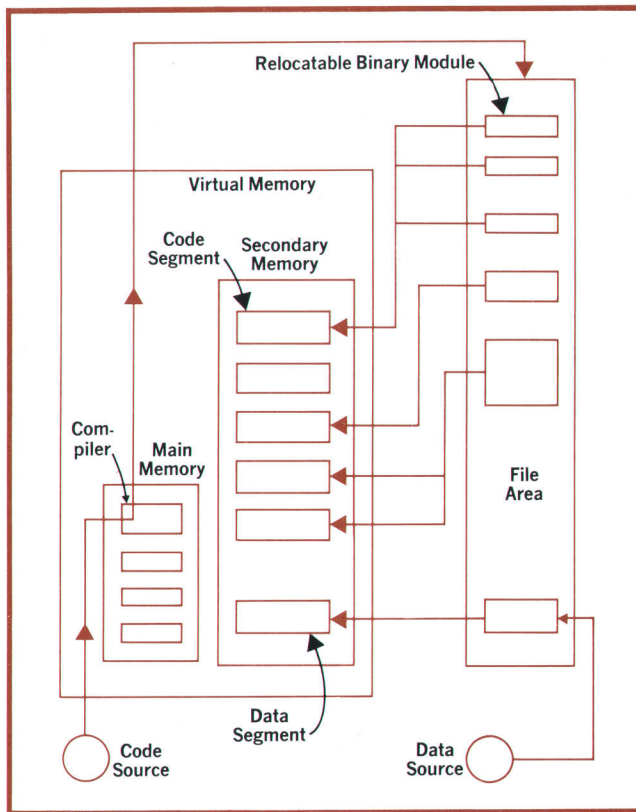 Relocatable Binary Module
Virtual Memory
Code
Segment
Secondary
Memory
Com-
piler
Main
Memory
File
Area
Data
Segment
Code
Source
Data
Source